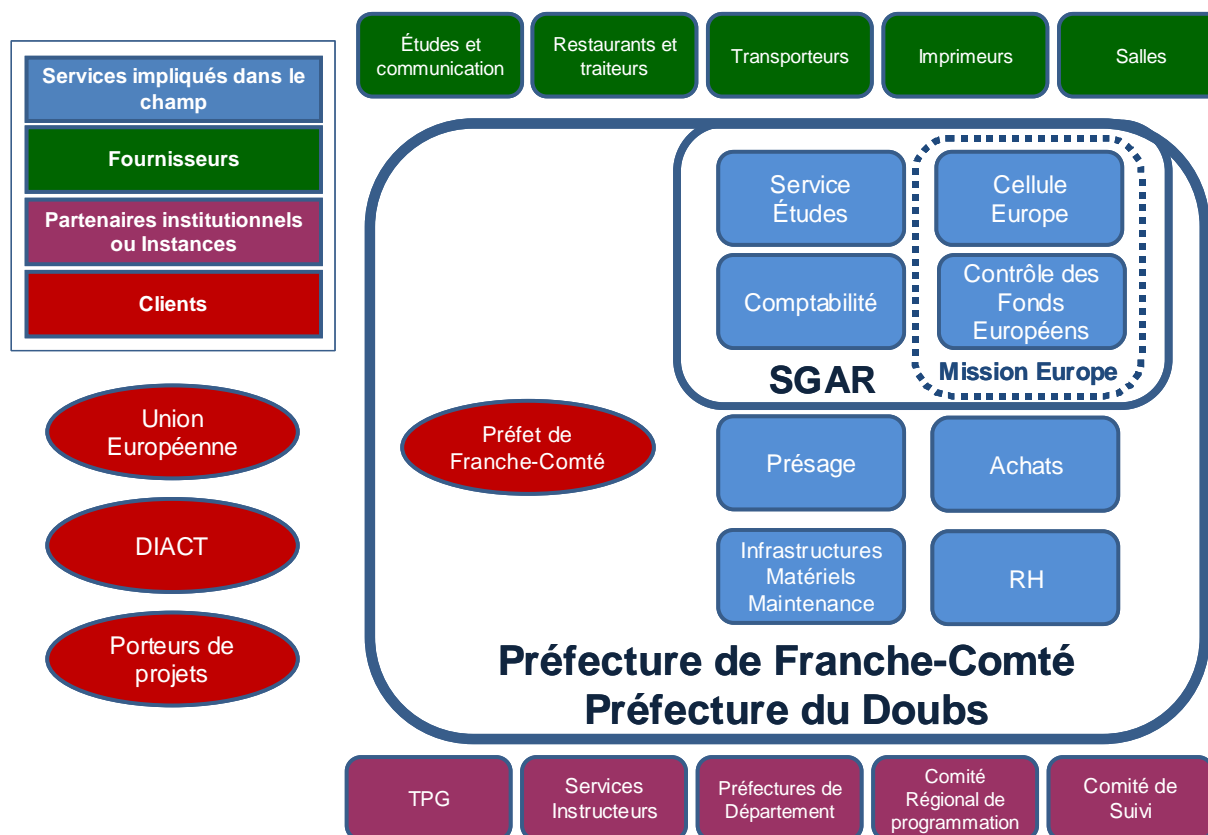 Études et
communication
Restaurants et
traiteurs
Transporteurs
Imprimeurs
Salles
Services impliqués dans le
champ
Fournisseurs
Partenaires institutionnels
ou Instances
Clients
Service
Études
Cellule
Europe
Comptabilité
Contrôle des
Fonds
Européens
SGAR
Mission Europe
Union
Européenne
Préfet de
Franche-Comté
Présage
Achats
DIACT
Infrastructures
Matériels
Maintenance
RH
Porteurs de
projets
Préfecture de Franche-Comté
Préfecture du Doubs
TPG
Services
Instructeurs
Préfectures de
Département
Comité
Régional de
programmation
Comité de
Suivi